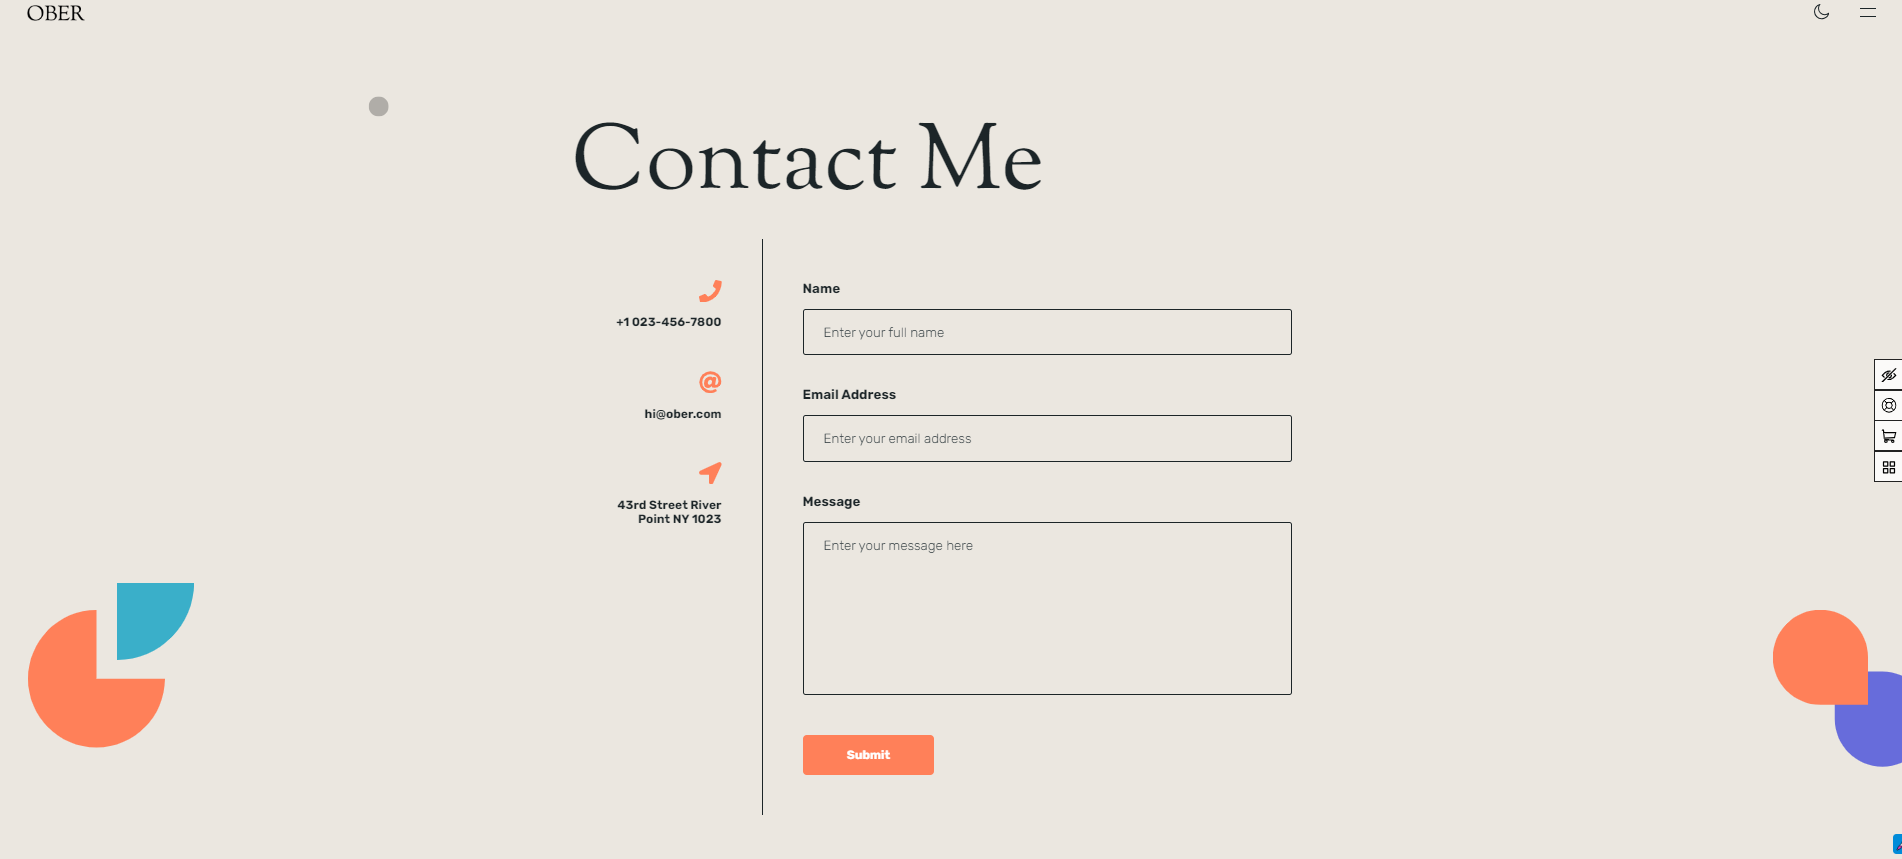 OBER
Contact Me
+1 023-456-7800
hi@ober.com
43rd Street River
Point NY 1023
Name
Enter your full name
Email Address
Enter your email address
Message
Enter your message here
Submit